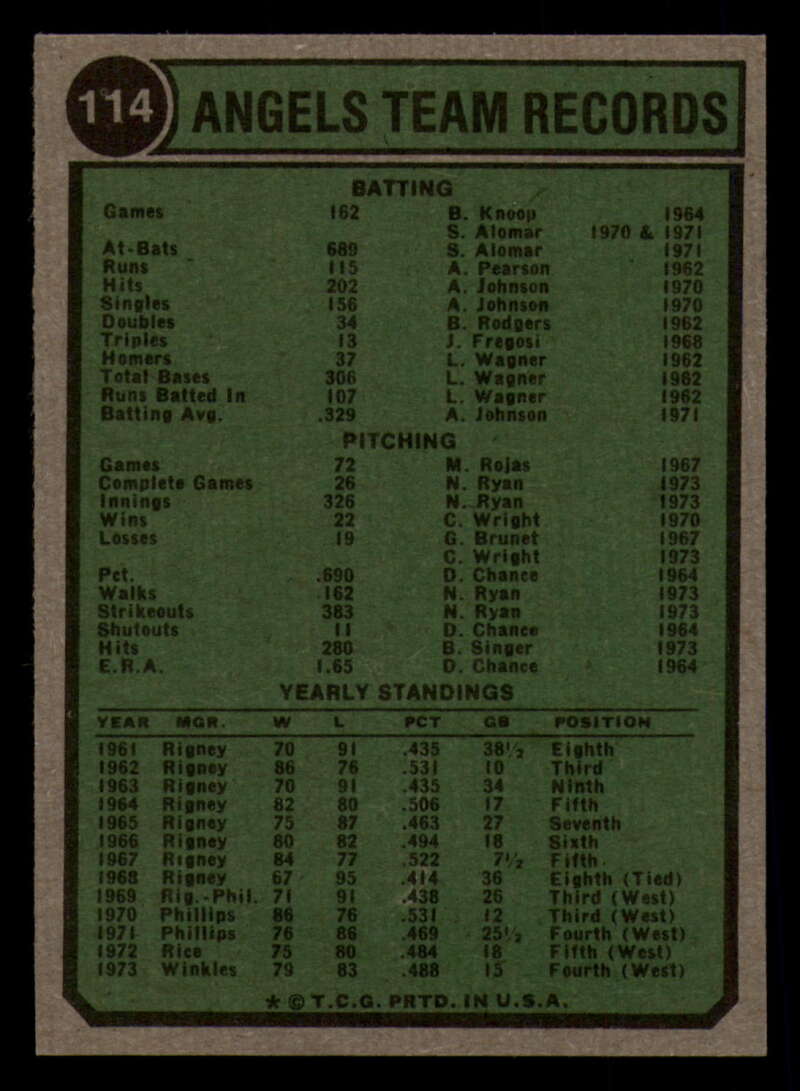 114 ANGELS TEAM RECORDS
BATTING
Games 162 B. Knoop 1964
S. Alomar 1970 & 1971
At-Bats 689 S. Alomar 1971
Runs 115 A. Pearson 1962
Hits 202 A. Johnson 1970
Singles 156 A. Johnson 1970
Doubles 34 B. Rodgers 1962
Triples 13 J. Fregosi 1968
Homers 37 L. Wagner 1962
Total Bases 306 L. Wagner 1962
Runs Batted In 107 L. Wagner 1962
Batting Avg. .329 A. Johnson 1971
PITCHING
Games 72 M. Rojas 1967
Complete Games 26 N. Ryan 1973
Innings 326 N. Ryan 1973
Wins 22 C. Wright 1970
Losses 19 G. Brunet 1967
C. Wright 1973
Pct. .690 D. Chance 1964
Walks 162 N. Ryan 1973
Strikeouts 383 N. Ryan 1973
Shutouts 11 D. Chance 1964
Hits 280 B. Singer 1973
E.R.A. 1.65 D. Chance 1964
YEARLY STANDINGS
YEAR MGR. W L PCT GB POSITION
1961 Rigney 70 91 .435 38½ Eighth
1962 Rigney 86 76 .531 10 Third
1963 Rigney 70 91 .435 34 Ninth
1964 Rigney 82 80 .506 17 Fifth
1965 Rigney 75 87 .463 27 Seventh
1966 Rigney 80 82 .494 18 Sixth
1967 Rigney 84 77 .522 7½ Fifth
1968 Rigney 67 95 .414 36 Eighth (Tied)
1969 Rig.-Phil. 71 91 .438 26 Third (West)
1970 Phillips 86 76 .531 12 Third (West)
1971 Phillips 76 86 .469 25½ Fourth (West)
1972 Rice 75 80 .484 18 Fifth (West)
1973 Winkles 79 83 .488 15 Fourth (West)
★ © T.C.G. PRTD. IN U.S.A.